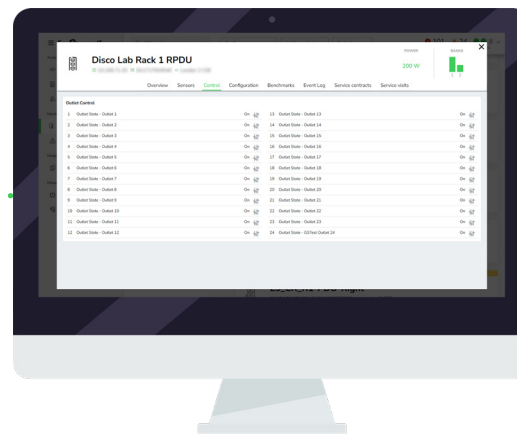 POWER
BANKS
Disco Lab Rack 1 RPDU
200 W
Overview Sensors Control Configuration Benchmarks Event Log Service contracts Service visits
Outlet Control
1 Outlet State - Outlet 1 On 13 Outlet State - Outlet 13 On
2 Outlet State - Outlet 2 On 14 Outlet State - Outlet 14 On
3 Outlet State - Outlet 3 On 15 Outlet State - Outlet 15 On
4 Outlet State - Outlet 4 On 16 Outlet State - Outlet 16 On
5 Outlet State - Outlet 5 On 17 Outlet State - Outlet 17 On
6 Outlet State - Outlet 6 On 18 Outlet State - Outlet 18 On
7 Outlet State - Outlet 7 On 19 Outlet State - Outlet 19 On
8 Outlet State - Outlet 8 On 20 Outlet State - Outlet 20 On
9 Outlet State - Outlet 9 On 21 Outlet State - Outlet 21 On
10 Outlet State - Outlet 10 On 22 Outlet State - Outlet 22 On
11 Outlet State - Outlet 11 On 23 Outlet State - Outlet 23 On
12 Outlet State - Outlet 12 On 24 Outlet State - GSTest Outlet 24 On